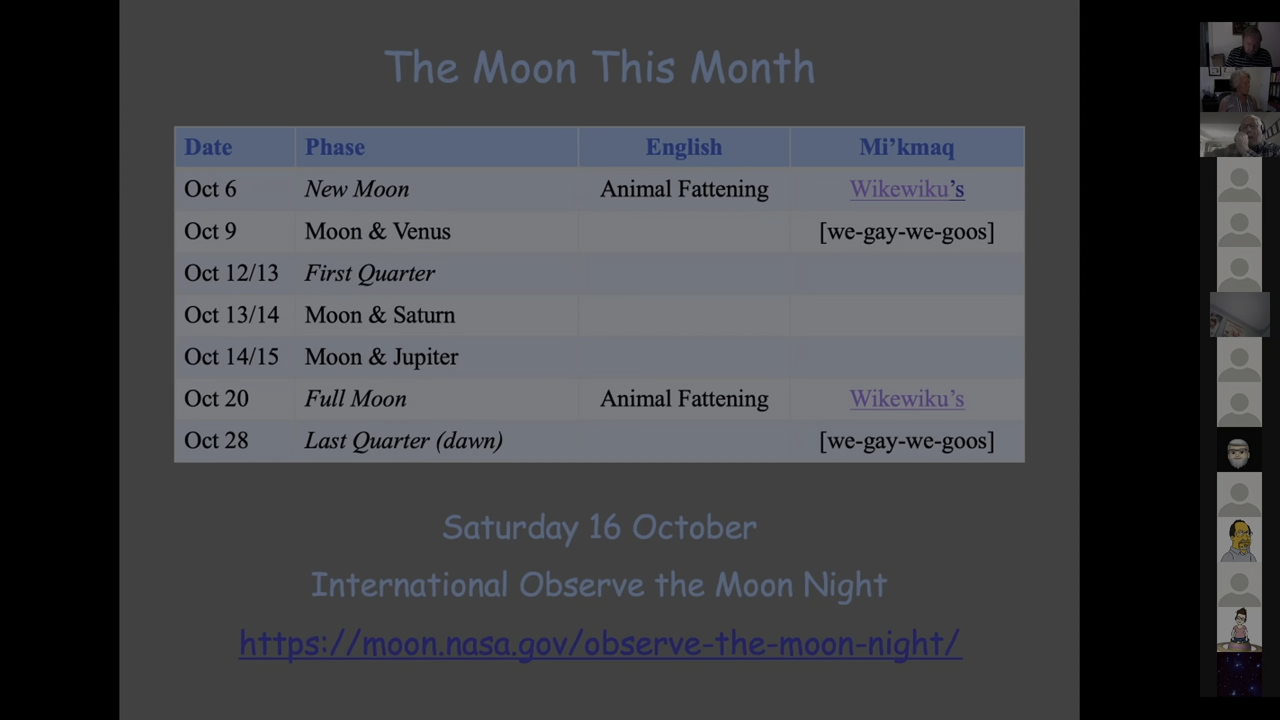 The Moon This Month
Date Phase English Mi’kmaq
Oct 6 New Moon Animal Fattening Wikewiku’s
Oct 9 Moon & Venus [we-gay-we-goos]
Oct 12/13 First Quarter
Oct 13/14 Moon & Saturn
Oct 14/15 Moon & Jupiter
Oct 20 Full Moon Animal Fattening Wikewiku’s
Oct 28 Last Quarter (dawn) [we-gay-we-goos]
Saturday 16 October
International Observe the Moon Night
https://moon.nasa.gov/observe-the-moon-night/